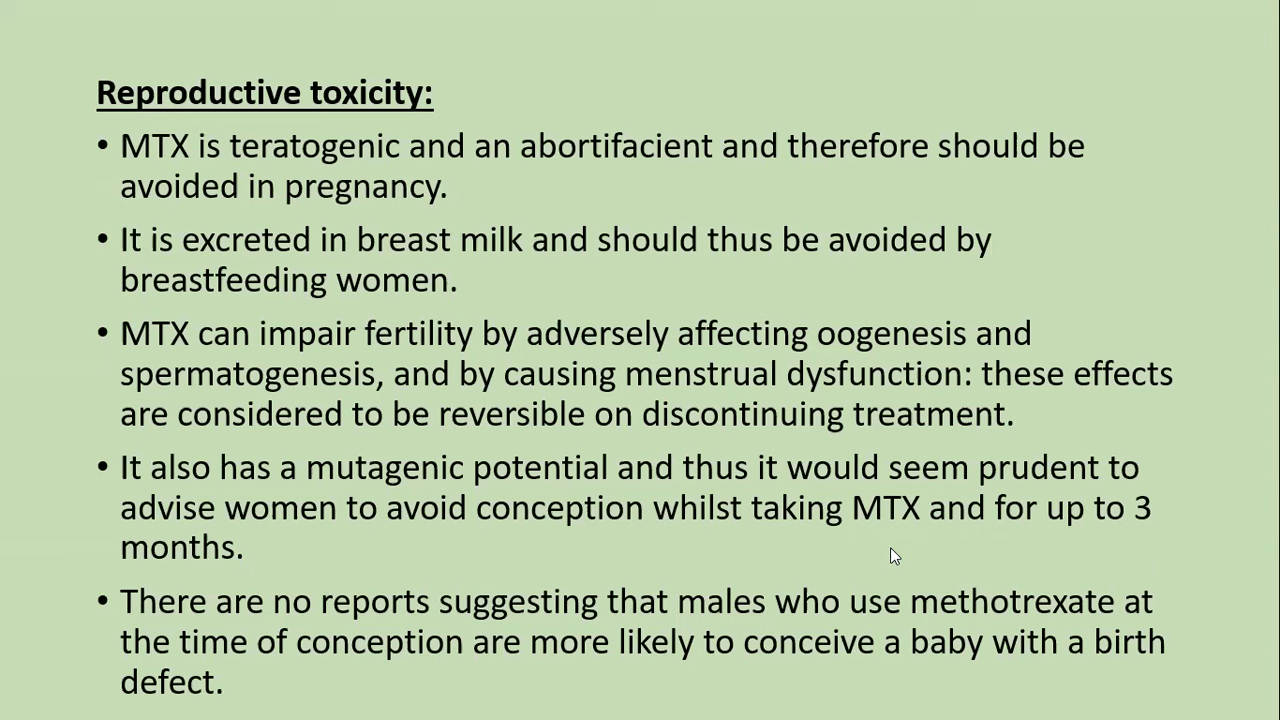 Reproductive toxicity:
• MTX is teratogenic and an abortifacient and therefore should be
avoided in pregnancy.
• It is excreted in breast milk and should thus be avoided by
breastfeeding women.
• MTX can impair fertility by adversely affecting oogenesis and
spermatogenesis, and by causing menstrual dysfunction: these effects
are considered to be reversible on discontinuing treatment.
• It also has a mutagenic potential and thus it would seem prudent to
advise women to avoid conception whilst taking MTX and for up to 3
months.
• There are no reports suggesting that males who use methotrexate at
the time of conception are more likely to conceive a baby with a birth
defect.